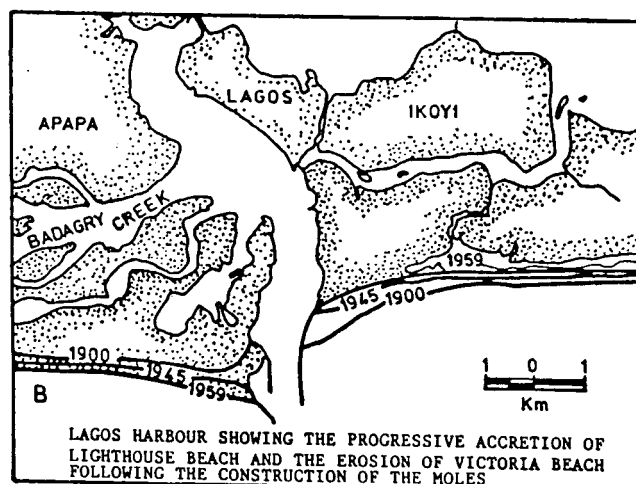 LAGOS
IKOYI
APAPA
BADAGRY CREEK
1959
1945
1900
1900
1945
1959
B
1 0 1
Km
LAGOS HARBOUR SHOWING THE PROGRESSIVE ACCRETION OF
LIGHTHOUSE BEACH AND THE EROSION OF VICTORIA BEACH
FOLLOWING THE CONSTRUCTION OF THE MOLES